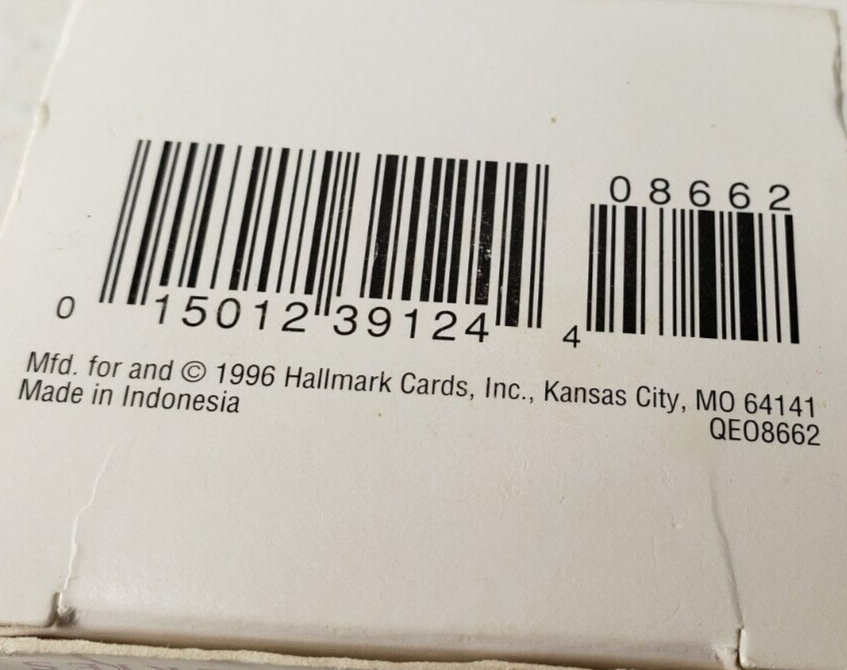 08662
0 15012 39124 4
Mfd. for and © 1996 Hallmark Cards, Inc., Kansas City, MO 64141
Made in Indonesia
QEO8662